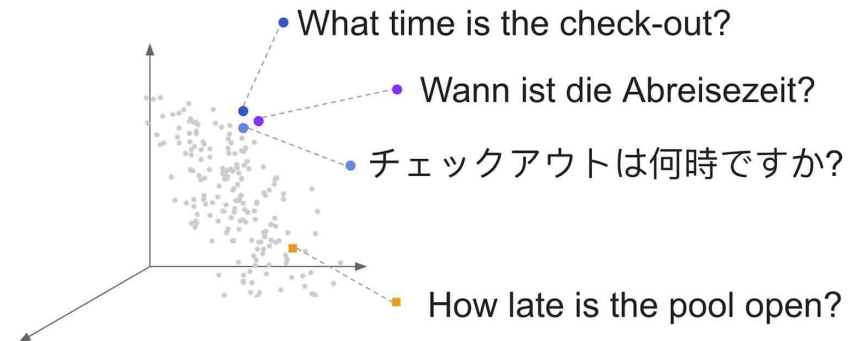 What time is the check-out?
Wann ist die Abreisezeit?
チェックアウトは何時ですか?
How late is the pool open?